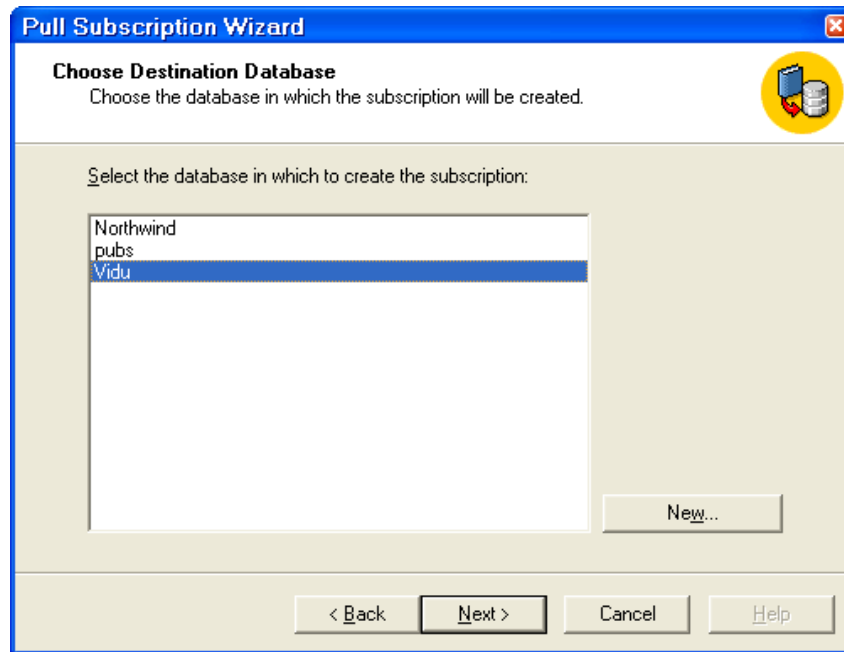 Pull Subscription Wizard
Choose Destination Database
Choose the database in which the subscription will be created.
Select the database in which to create the subscription:
Northwind
pubs
Vidu
New...
< Back
Next >
Cancel
Help